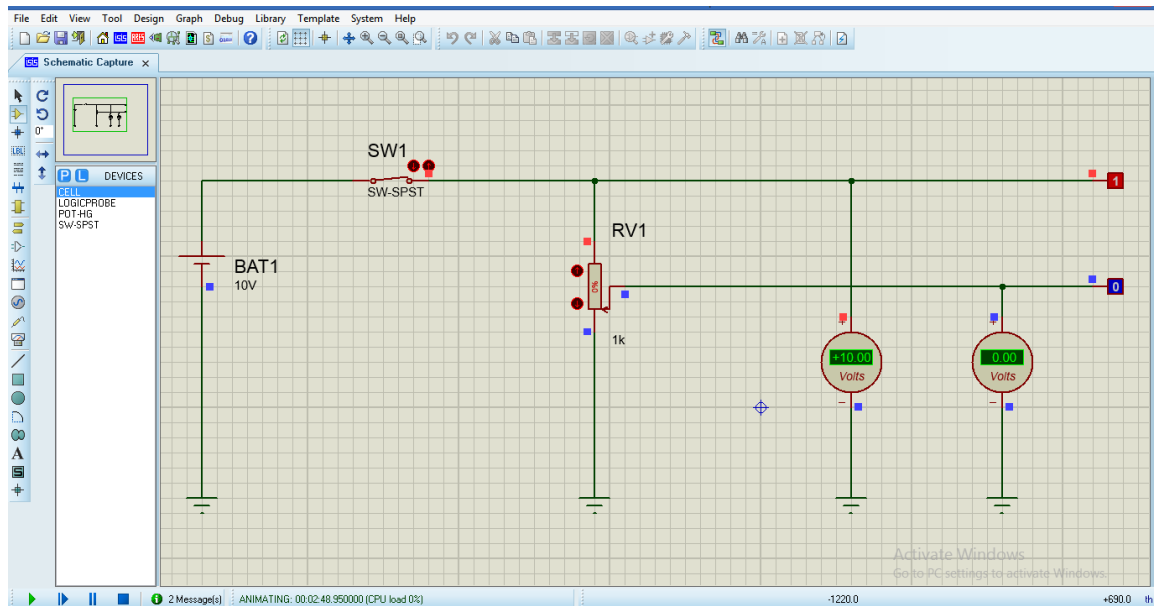 File Edit View Tool Design Graph Debug Library Template System Help
Schematic Capture
0°
LBL
P L DEVICES
CELL
LOGICPROBE
POT-HG
SW-SPST
SW1
SW-SPST
1
RV1
BAT1
10V
0%
0
1k
+
+
+10.00
0.00
Volts
Volts
A
S
Activate Windows
Go to PC settings to activate Windows.
2 Message(s) ANIMATING: 00:02:48.950000 (CPU load 0%) -1220.0 +690.0 th